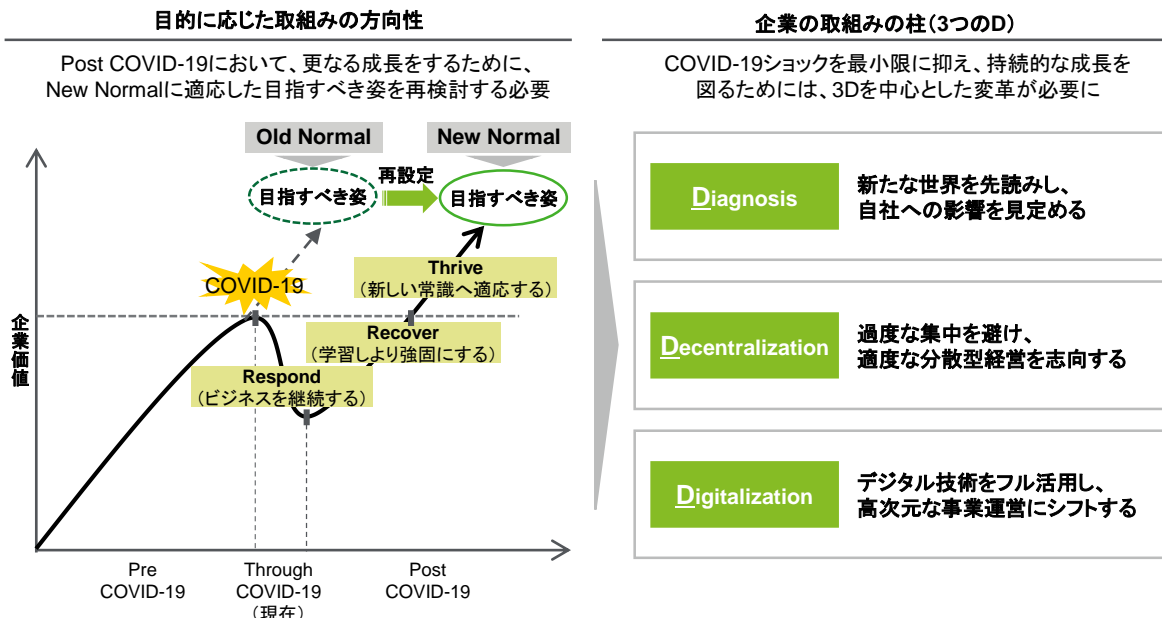 目的に応じた取組みの方向性
Post COVID-19において、更なる成長をするために、
New Normalに適応した目指すべき姿を再検討する必要
Old Normal
New Normal
目指すべき姿
再設定
目指すべき姿
COVID-19
Thrive
（新しい常識へ適応する）
Recover
（学習しより強固にする）
Respond
（ビジネスを継続する）
企業価値
Pre
COVID-19
Through
COVID-19
（現在）
Post
COVID-19
企業の取組みの柱（3つのD）
COVID-19ショックを最小限に抑え、持続的な成長を
図るためには、3Dを中心とした変革が必要に
Diagnosis
新たな世界を先読みし、
自社への影響を見定める
Decentralization
過度な集中を避け、
適度な分散型経営を志向する
Digitalization
デジタル技術をフル活用し、
高次元な事業運営にシフトする